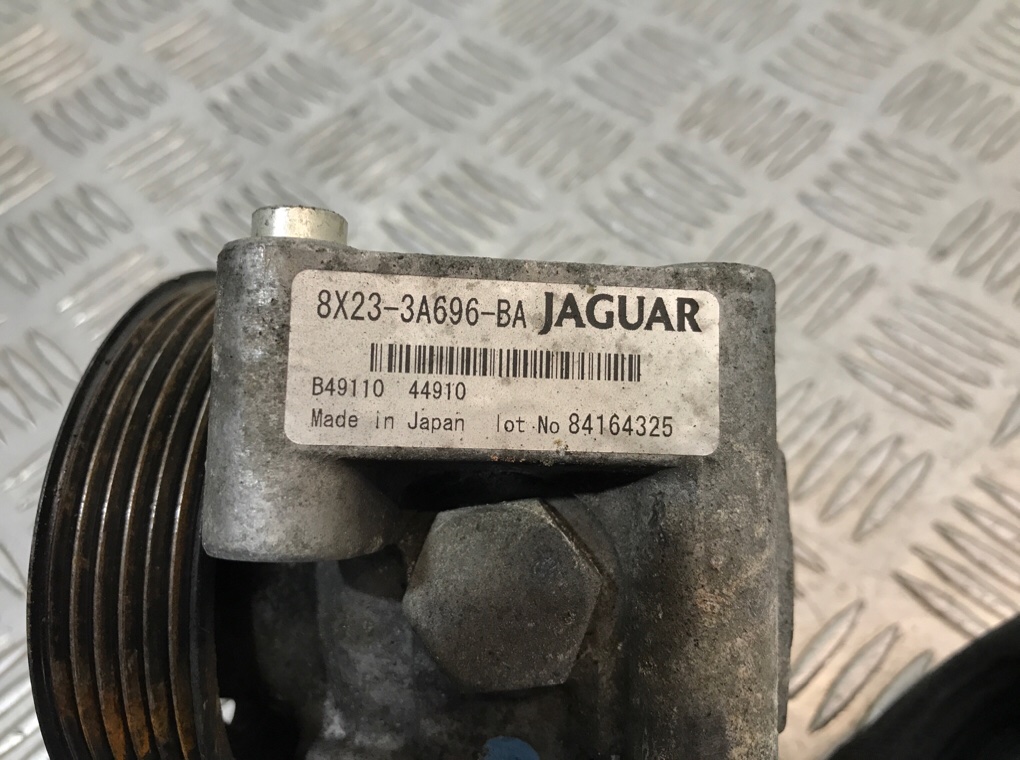 8X23-3A696-BA JAGUAR
B49110 44910
Made in Japan lot No 84164325